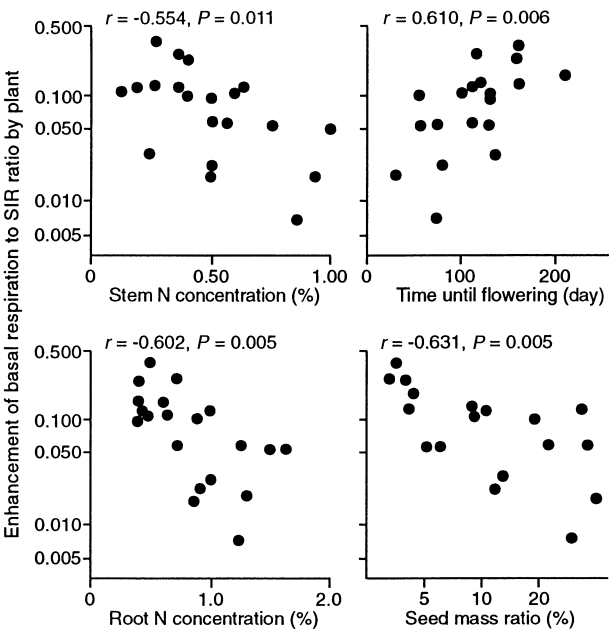 r = -0.554, P = 0.011
r = 0.610, P = 0.006
0.500
0.100
0.050
0.010
0.005
0 0.50 1.00
0 100 200
Stem N concentration (%)
Time until flowering (day)
Enhancement of basal respiration to SIR ratio by plant
r = -0.602, P = 0.005
r = -0.631, P = 0.005
0.500
0.100
0.050
0.010
0.005
0 1.0 2.0
5 10 20
Root N concentration (%)
Seed mass ratio (%)